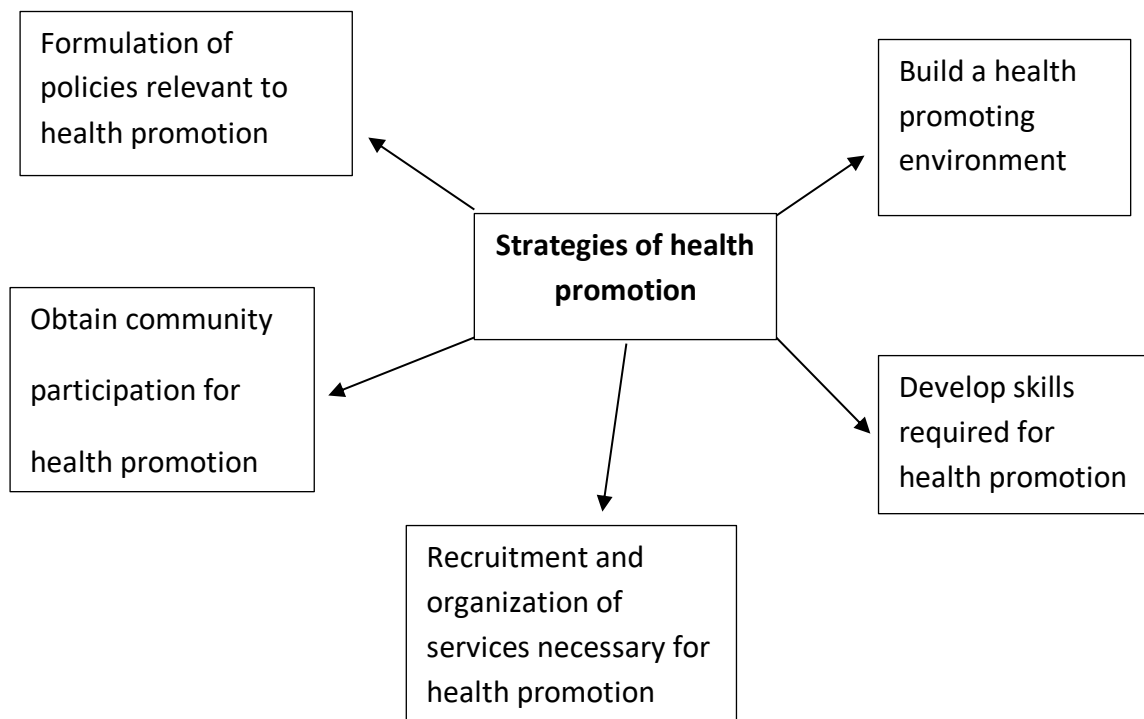 Formulation of
policies relevant to
health promotion
Build a health
promoting
environment
Strategies of health
promotion
Obtain community
participation for
health promotion
Develop skills
required for
health promotion
Recruitment and
organization of
services necessary for
health promotion